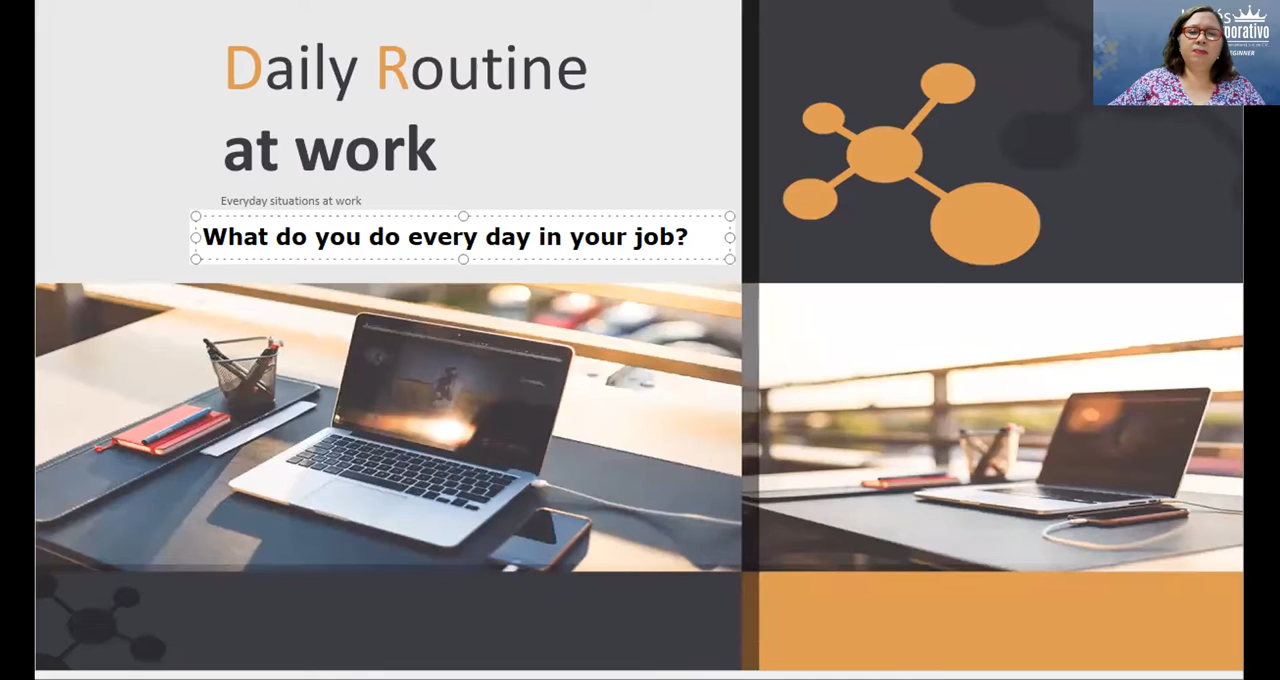 Daily Routine
at work
Everyday situations at work
What do you do every day in your job?